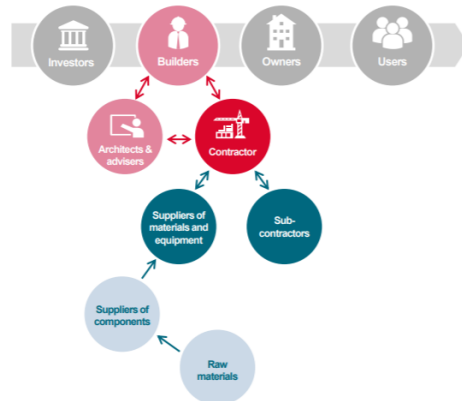 Investors
Builders
Owners
Users
Architects &
advisers
Contractor
Suppliers of
materials and
equipment
Sub-
contractors
Suppliers of
components
Raw
materials